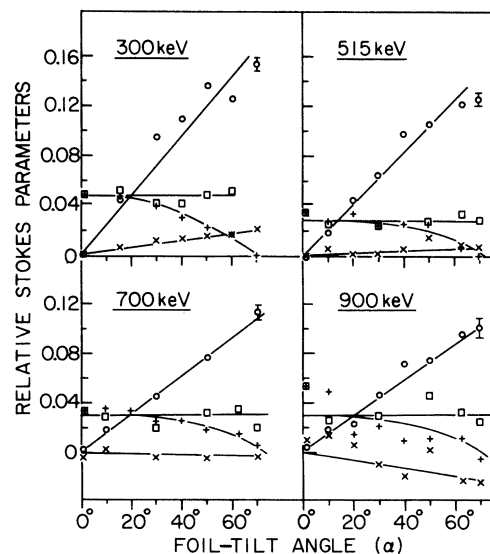 RELATIVE STOKES PARAMETERS
0.16
0.12
0.08
0.04
0
300 keV
515 keV
0.12
0.08
0.04
0
700 keV
900 keV
0° 20° 40° 60° 0° 20° 40° 60°
FOIL-TILT ANGLE (α)